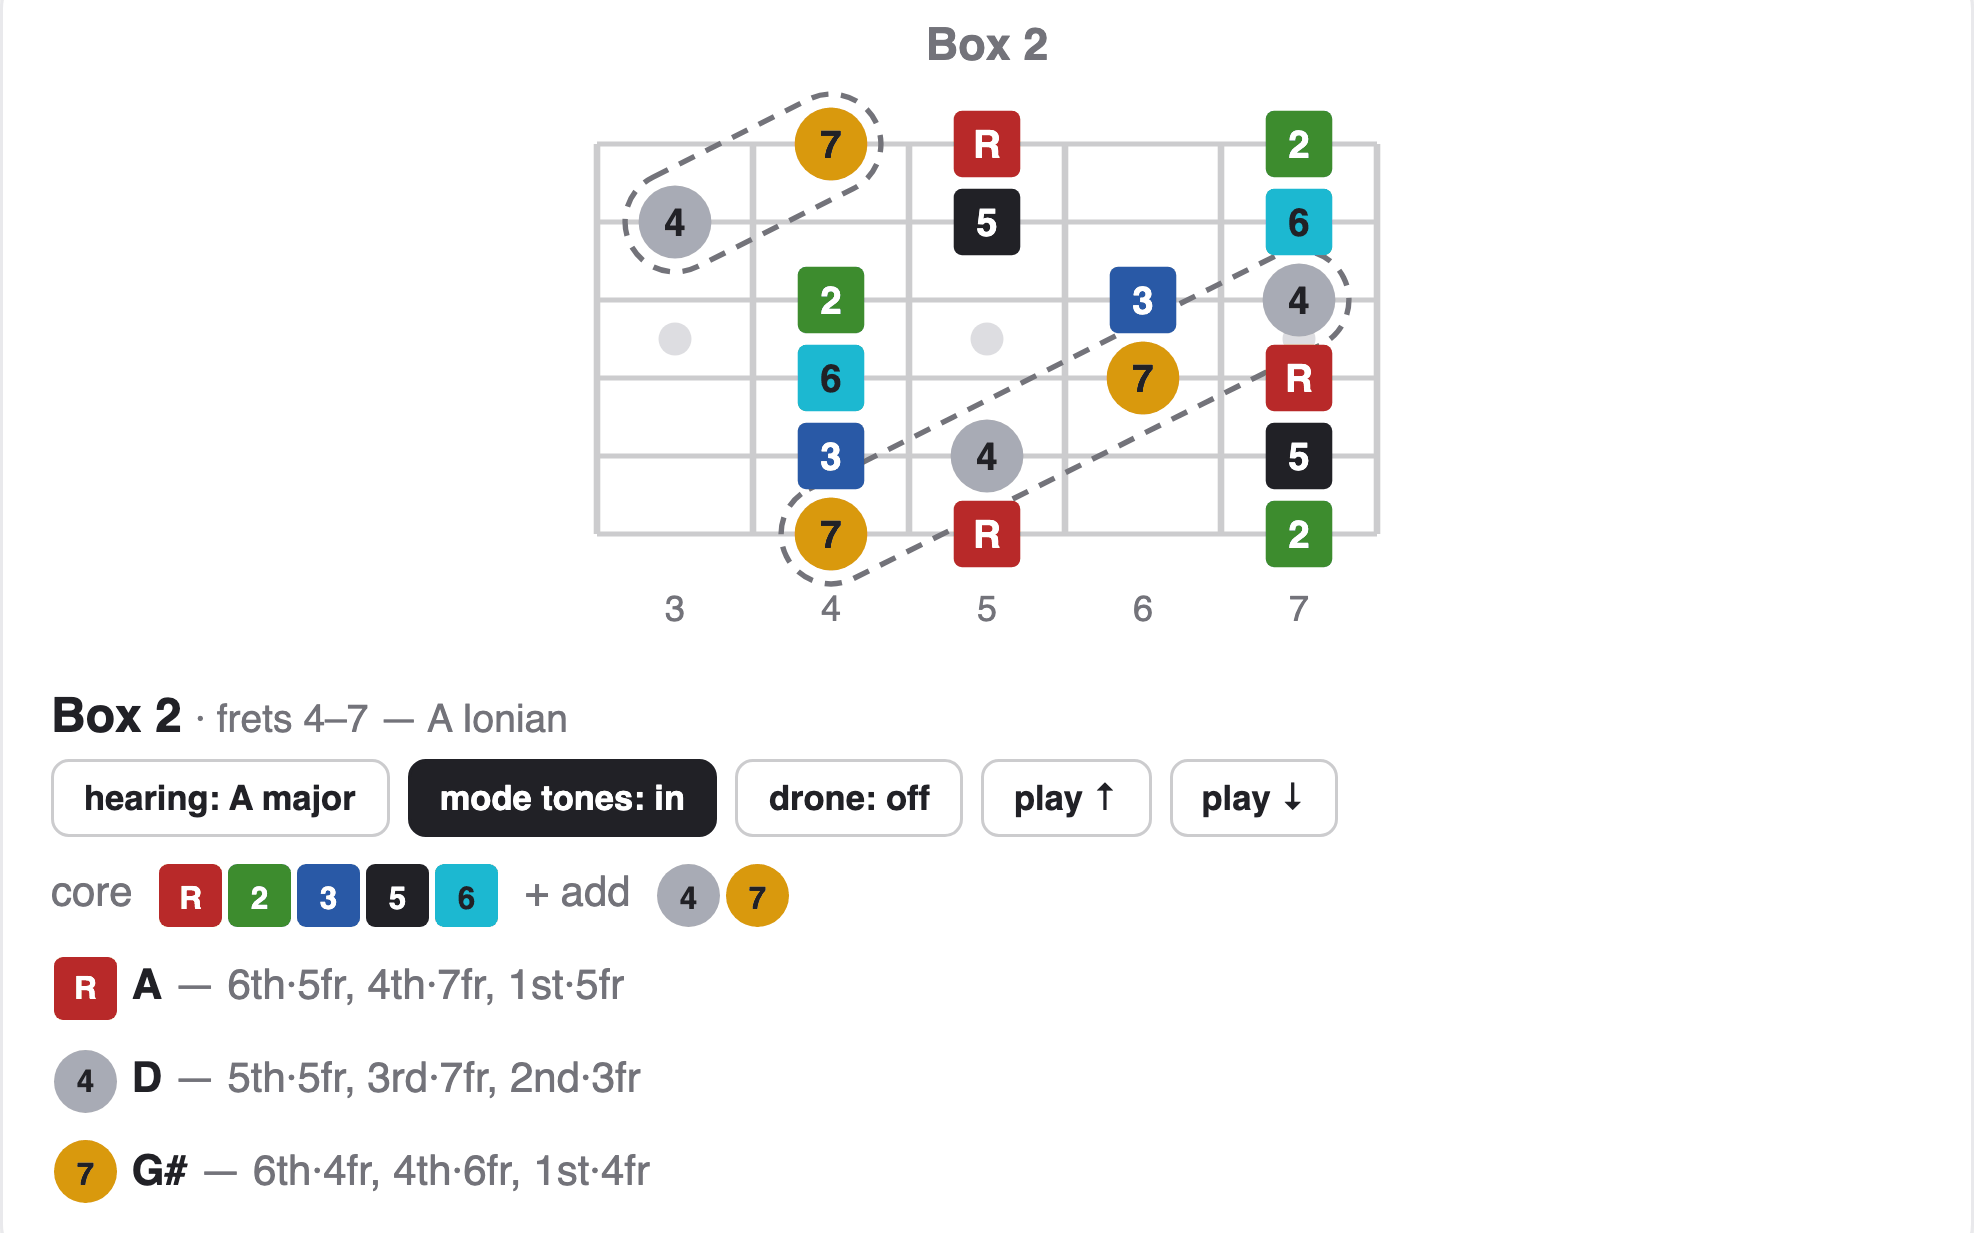 Box 2
7 R 2
4 5 6
2 3 4
6 7 R
3 4 5
7 R 2
3 4 5 6 7
Box 2 · frets 4–7 — A Ionian
hearing: A major mode tones: in drone: off play ↑ play ↓
core R 2 3 5 6 + add 4 7
R A — 6th·5fr, 4th·7fr, 1st·5fr
4 D — 5th·5fr, 3rd·7fr, 2nd·3fr
7 G# — 6th·4fr, 4th·6fr, 1st·4fr